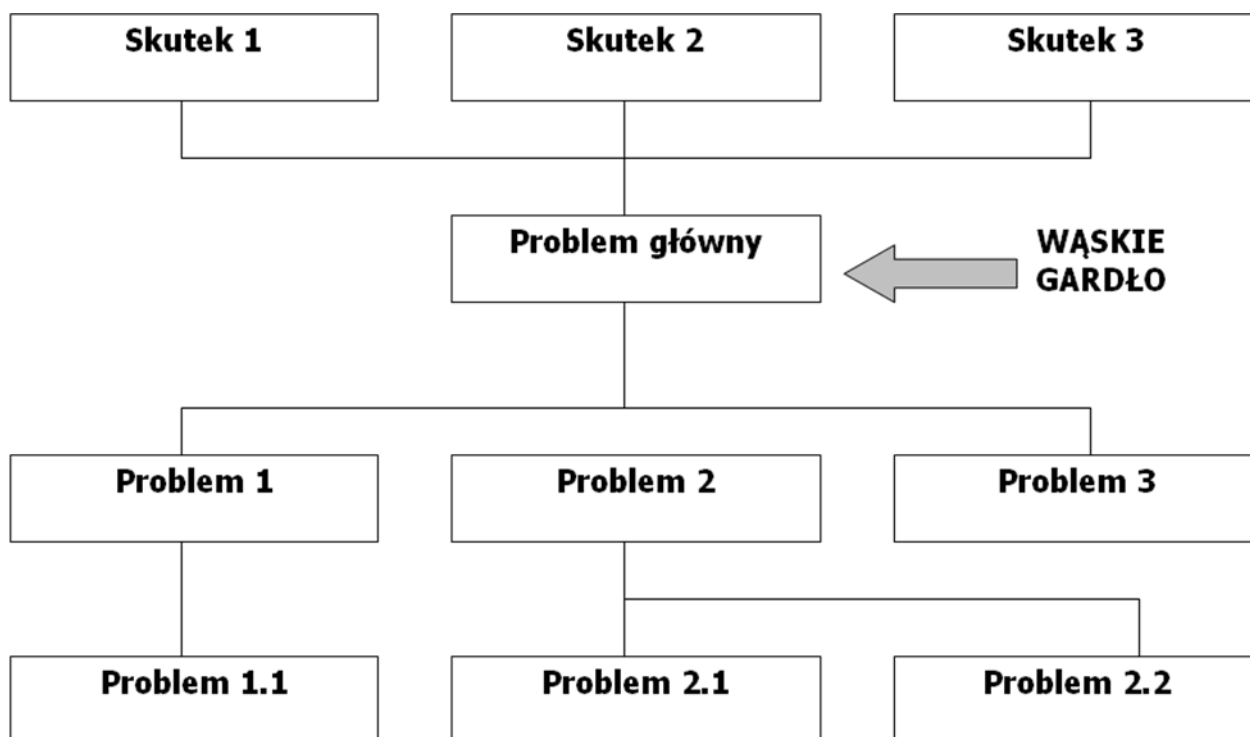 Skutek 1
Skutek 2
Skutek 3
Problem główny
WĄSKIE
GARDŁO
Problem 1
Problem 2
Problem 3
Problem 1.1
Problem 2.1
Problem 2.2